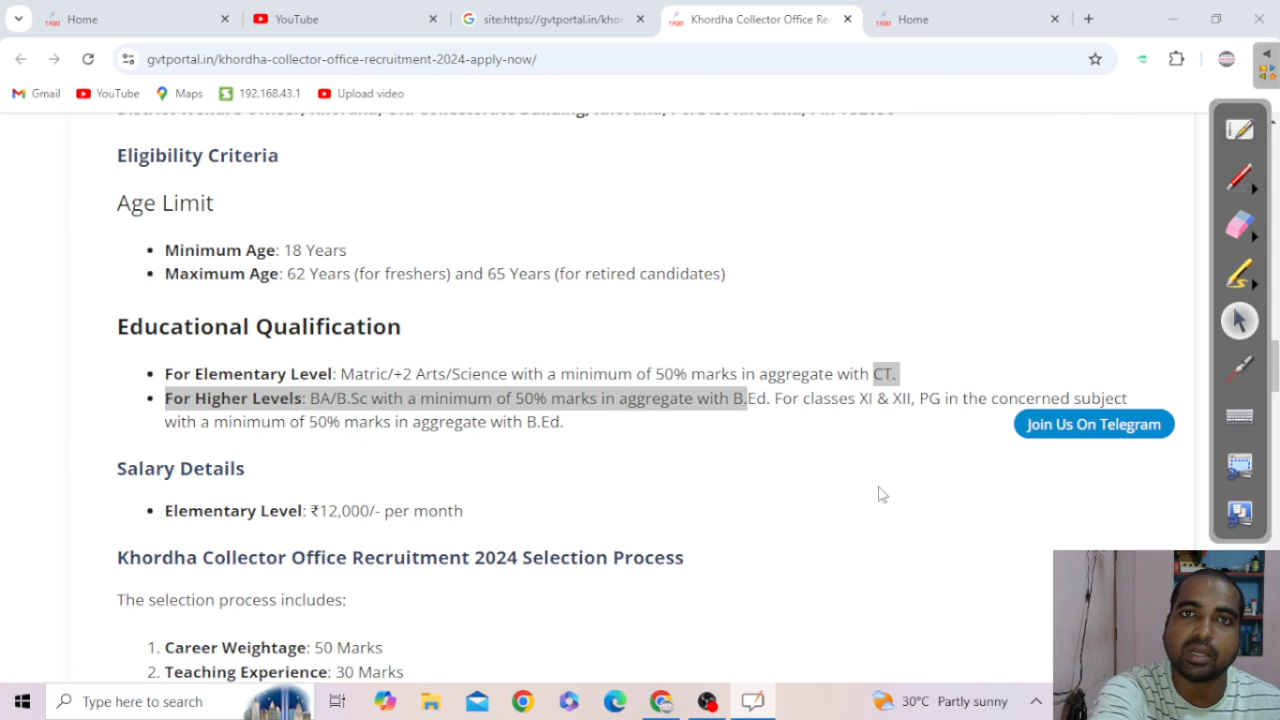 Home
YouTube
site:https://gvtportal.in/khor
Khordha Collector Office Re
Home
gvtportal.in/khordha-collector-office-recruitment-2024-apply-now/
Gmail
YouTube
Maps
192.168.43.1
Upload video
Eligibility Criteria
Age Limit
Minimum Age: 18 Years
Maximum Age: 62 Years (for freshers) and 65 Years (for retired candidates)
Educational Qualification
For Elementary Level: Matric/+2 Arts/Science with a minimum of 50% marks in aggregate with CT.
For Higher Levels: BA/B.Sc with a minimum of 50% marks in aggregate with B.Ed. For classes XI & XII, PG in the concerned subject
with a minimum of 50% marks in aggregate with B.Ed.
Join Us On Telegram
Salary Details
Elementary Level: ₹12,000/- per month
Khordha Collector Office Recruitment 2024 Selection Process
The selection process includes:
1. Career Weightage: 50 Marks
2. Teaching Experience: 30 Marks
Type here to search
30°C Partly sunny